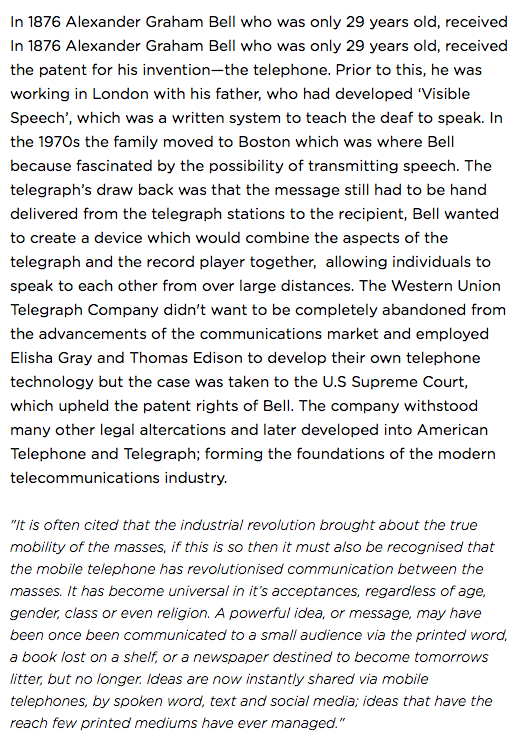 In 1876 Alexander Graham Bell who was only 29 years old, received
In 1876 Alexander Graham Bell who was only 29 years old, received
the patent for his invention—the telephone. Prior to this, he was
working in London with his father, who had developed ‘Visible
Speech’, which was a written system to teach the deaf to speak. In
the 1970s the family moved to Boston which was where Bell
because fascinated by the possibility of transmitting speech. The
telegraph’s draw back was that the message still had to be hand
delivered from the telegraph stations to the recipient, Bell wanted
to create a device which would combine the aspects of the
telegraph and the record player together,  allowing individuals to
speak to each other from over large distances. The Western Union
Telegraph Company didn't want to be completely abandoned from
the advancements of the communications market and employed
Elisha Gray and Thomas Edison to develop their own telephone
technology but the case was taken to the U.S Supreme Court,
which upheld the patent rights of Bell. The company withstood
many other legal altercations and later developed into American
Telephone and Telegraph; forming the foundations of the modern
telecommunications industry.
"It is often cited that the industrial revolution brought about the true
mobility of the masses, if this is so then it must also be recognised that
the mobile telephone has revolutionised communication between the
masses. It has become universal in it’s acceptances, regardless of age,
gender, class or even religion. A powerful idea, or message, may have
been once been communicated to a small audience via the printed word,
a book lost on a shelf, or a newspaper destined to become tomorrows
litter, but no longer. Ideas are now instantly shared via mobile
telephones, by spoken word, text and social media; ideas that have the
reach few printed mediums have ever managed."